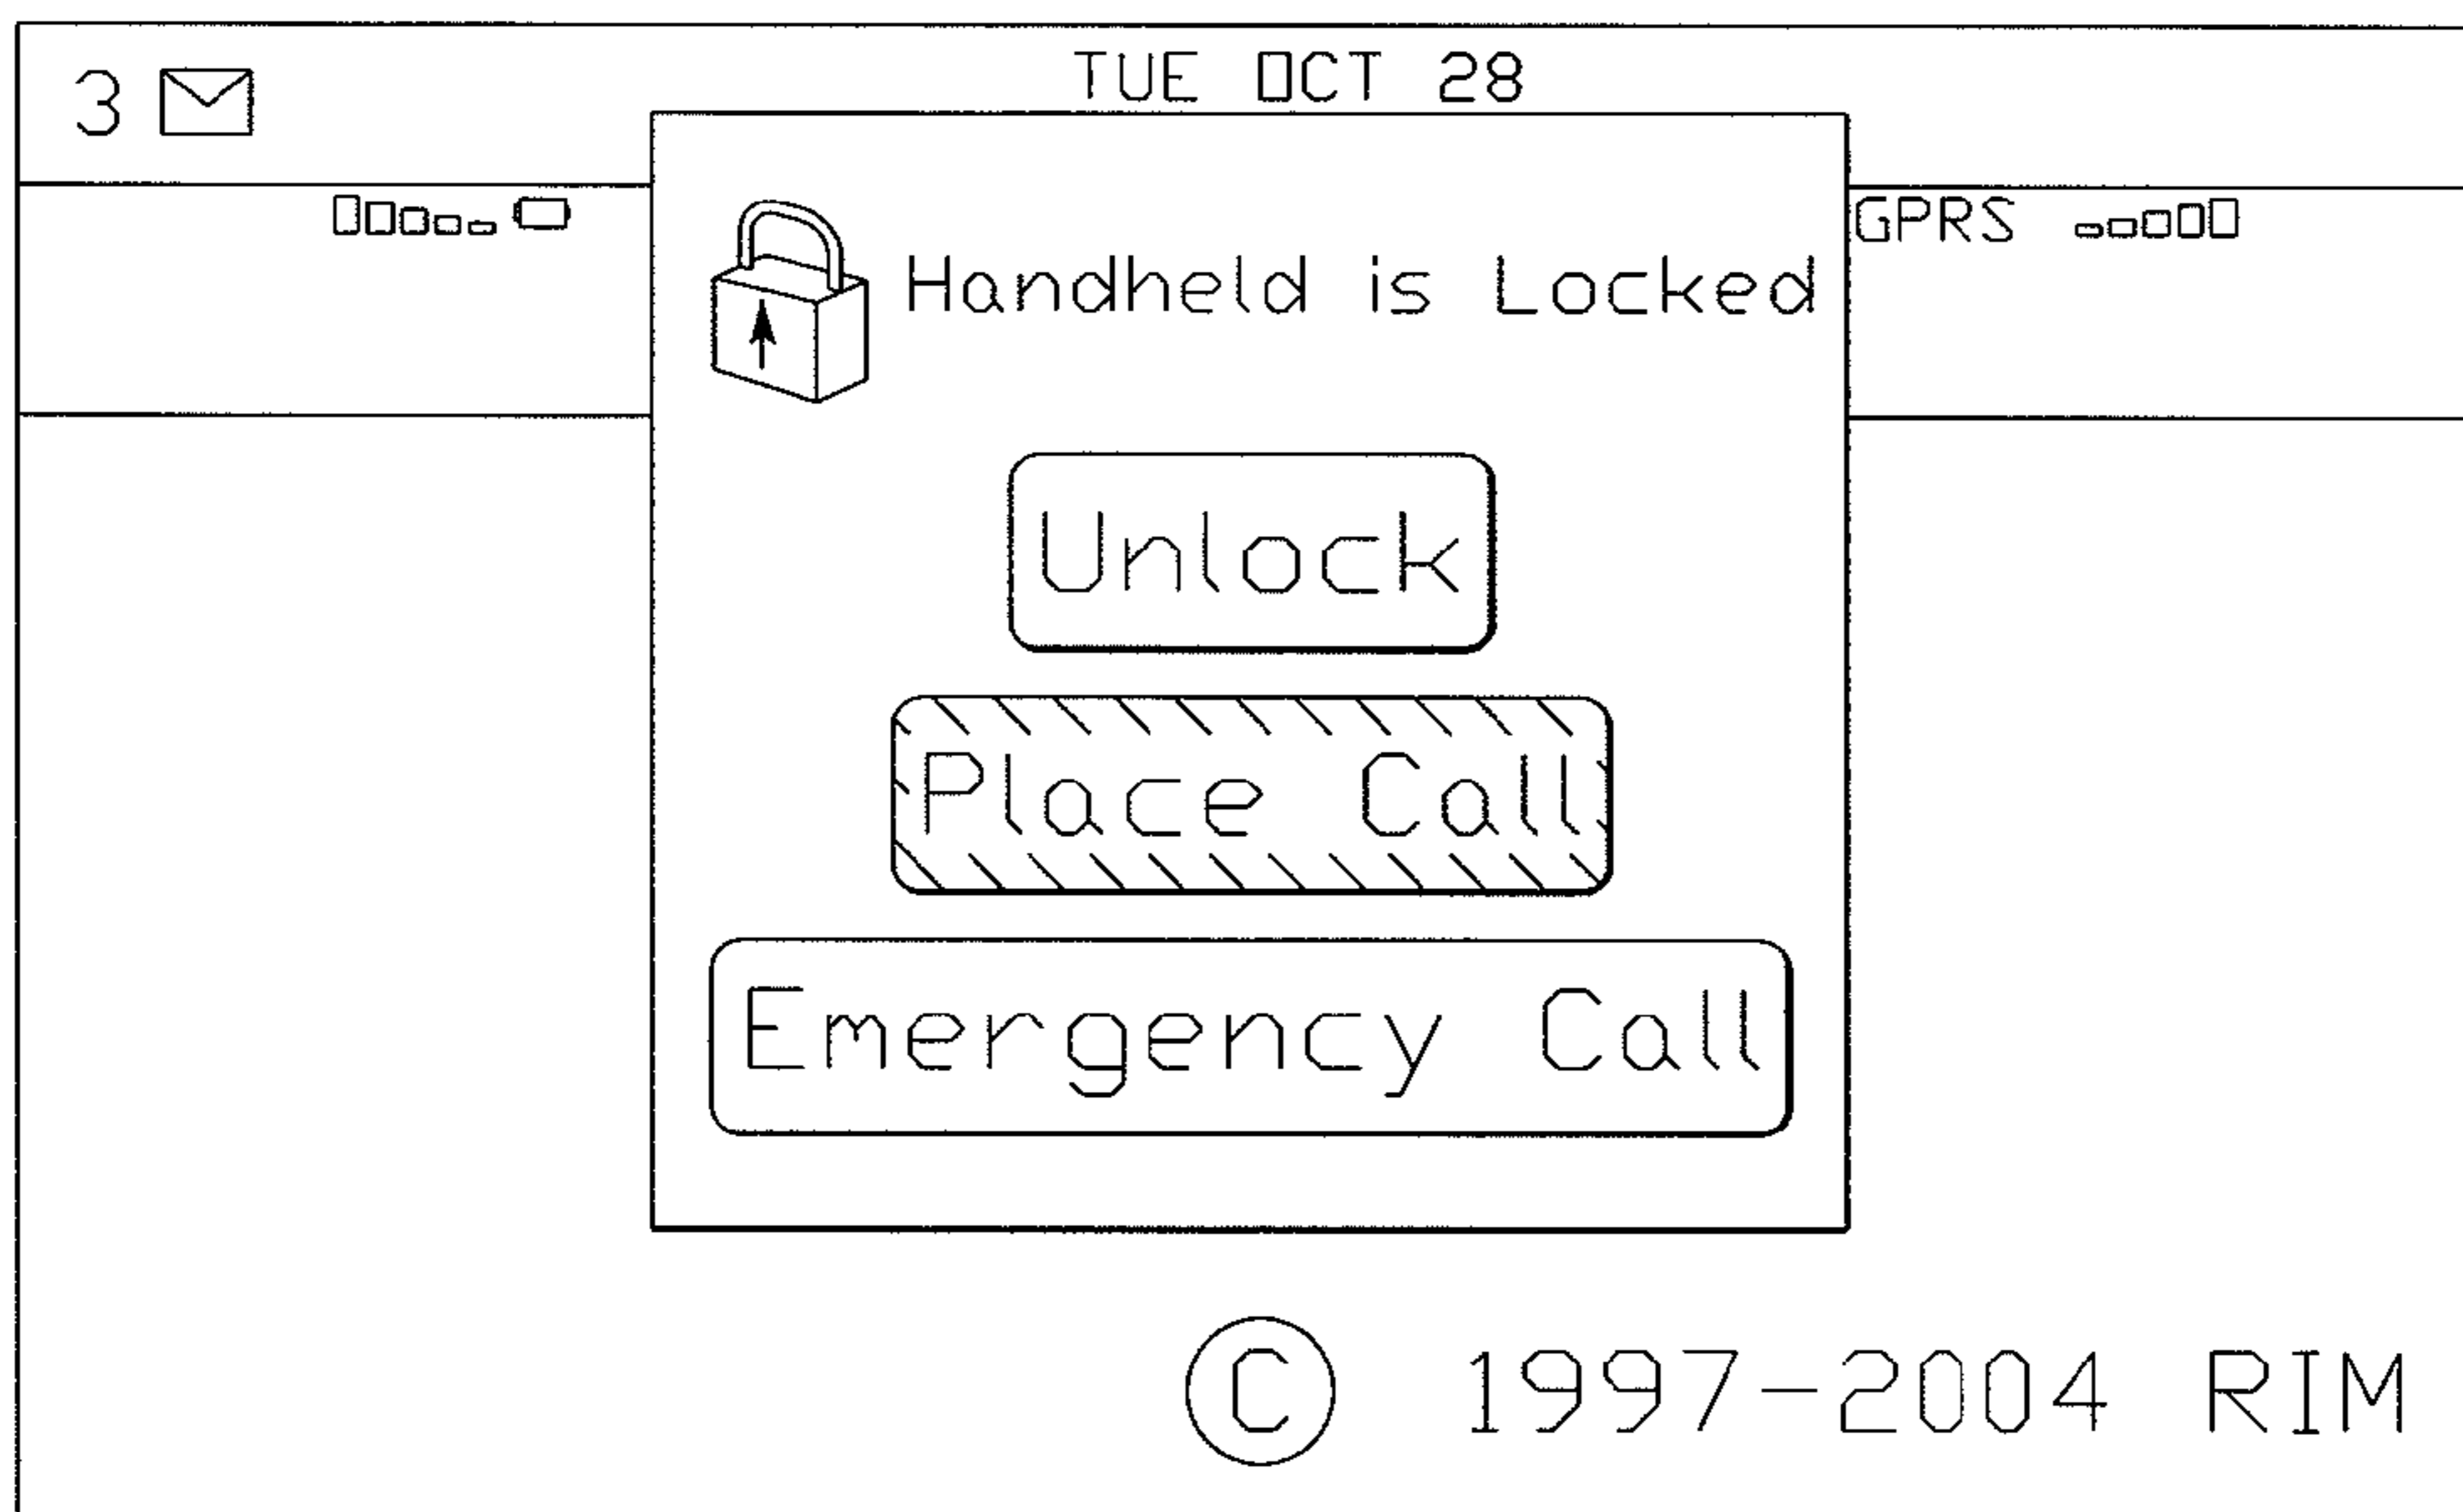 TUE OCT 28
3
GPRS
Handheld is Locked
Unlock
Place Call
Emergency Call
© 1997-2004 RIM